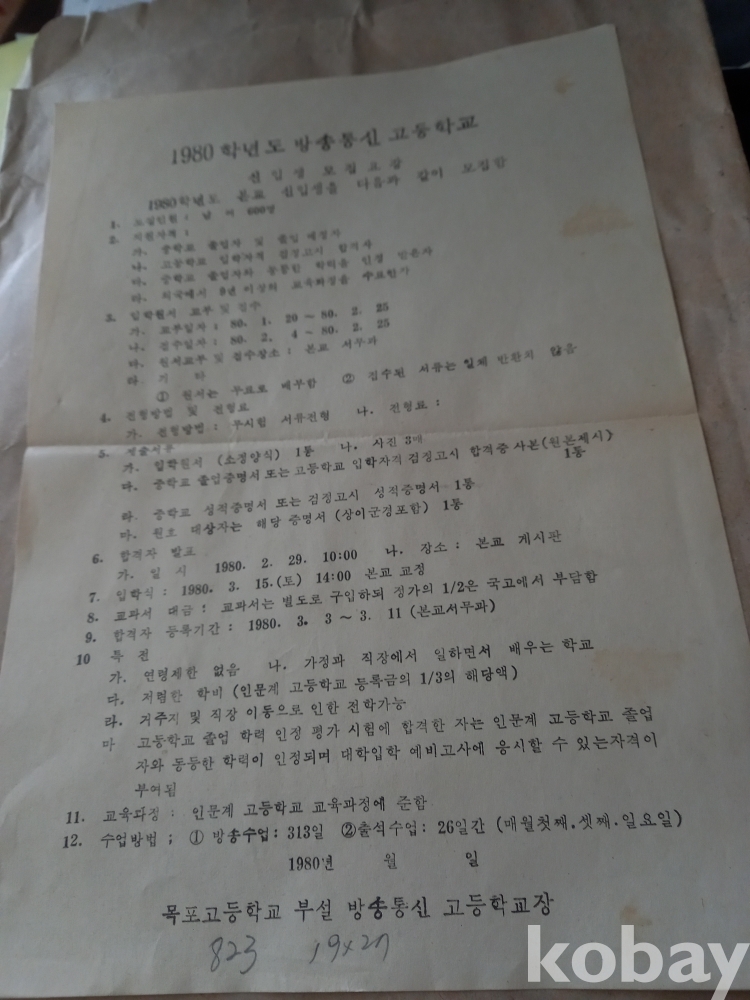 1980 학년도 방송통신 고등학교
신입생 모집요강
1980학년도 본교 신입생을 다음과 같이 모집함
1. 모집인원 : 남 여 600명
2. 지원자격 :
가. 중학교 졸업자 및 졸업 예정자
나. 고등학교 입학자격 검정고시 합격자
다. 중학교 졸업자와 동등한 학력을 인정 받은자
라. 외국에서 9년 이상의 교육과정을 수료한자
3. 입학원서 교부 및 접수
가. 교부일자 : 80. 1. 20 ~ 80. 2. 25
나. 접수일자 : 80. 2. 4 ~ 80. 2. 25
다. 원서교부 및 접수장소 : 본교 서무과
라. 기 타
① 원서는 무료로 배부함 ② 접수된 서류는 일체 반환치 않음
4. 전형방법 및 전형료
가. 전형방법 : 무시험 서류전형 나. 전형료 :
5. 제출서류
가. 입학원서 (소정양식) 1통 나. 사진 3매
다. 중학교 졸업증명서 또는 고등학교 입학자격 검정고시 합격증 사본(원본제시)
1통
라. 중학교 성적증명서 또는 검정고시 성적증명서 1통
마. 원호 대상자는 해당 증명서 (상이군경포함) 1통
6. 합격자 발표
가. 일 시 1980. 2. 29. 10:00 나. 장소 : 본교 게시판
7. 입학식 : 1980. 3. 15.(토) 14:00 본교 교정
8. 교과서 대금 : 교과서는 별도로 구입하되 정가의 1/2은 국고에서 부담함
9. 합격자 등록기간 : 1980. 3. 3 ~ 3. 11 (본교서무과)
10 특 전
가. 연령제한 없음 나. 가정과 직장에서 일하면서 배우는 학교
다. 저렴한 학비 (인문계 고등학교 등록금의 1/3의 해당액)
라. 거주지 및 직장 이동으로 인한 전학가능
마 고등학교 졸업 학력 인정 평가 시험에 합격한 자는 인문계 고등학교 졸업
자와 동등한 학력이 인정되며 대학입학 예비고사에 응시할 수 있는자격이
부여됨
11. 교육과정 : 인문계 고등학교 교육과정에 준함
12. 수업방법 ; ① 방송수업 : 313일 ②출석수업 : 26일간 (매월첫째.셋째.일요일)
1980년 월 일
목포고등학교 부설 방송통신 고등학교장
823 19x27
kobay